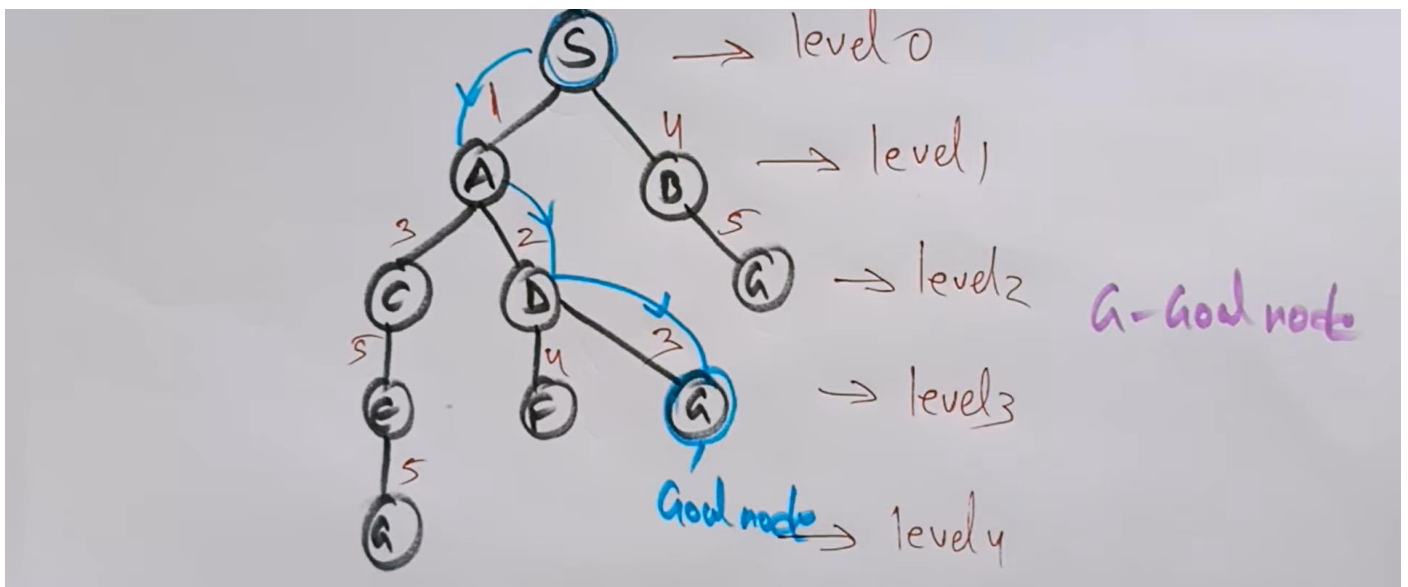 S → level 0
1 4
A B → level 1
3 2 5
C D G → level 2
G - Goal node
5 4 3
E F G → level 3
5
Goal node
G → level 4